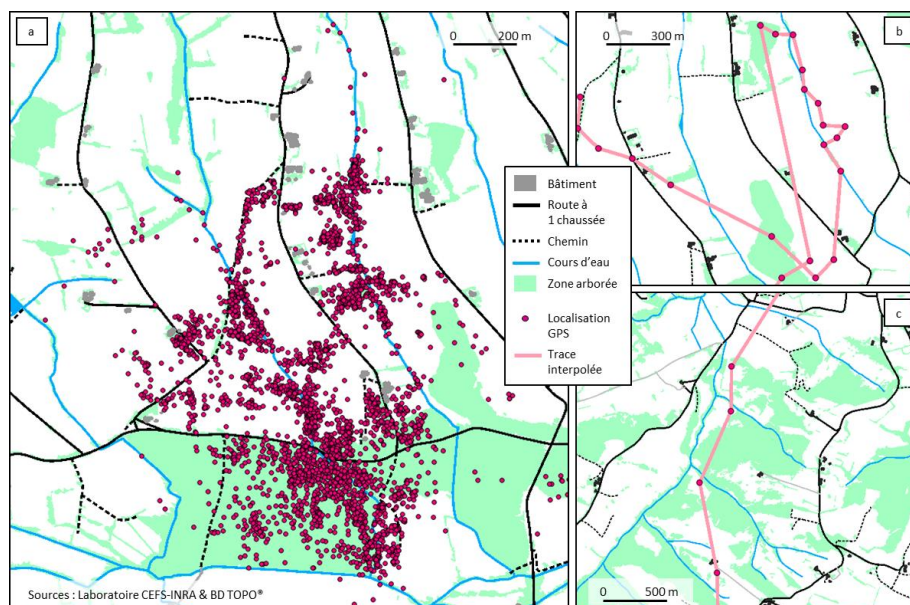 a
0 200 m
0 300 m
b
Bâtiment
Route à
1 chaussée
Chemin
Cours d'eau
Zone arborée
Localisation
GPS
Trace
interpolée
c
0 500 m
Sources : Laboratoire CEFS-INRA & BD TOPO®